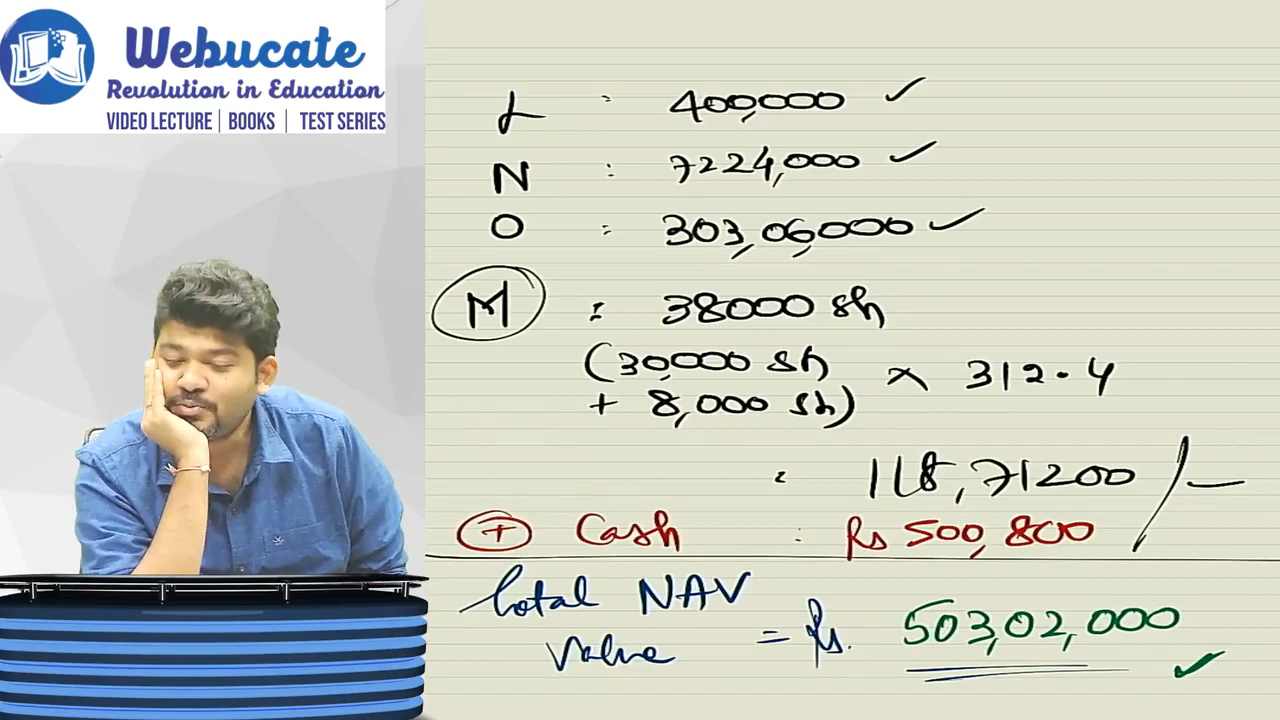 Webucate
Revolution in Education
VIDEO LECTURE | BOOKS | TEST SERIES
L : 400,000 ✓
N : 7224,000 ✓
O : 303,06,000 ✓
M : 38000 sh
(30,000 sh × 312.4
+ 8,000 sh)
= 118,71200/-
+ Cash : Rs 500,800
total NAV
Value = Rs. 503,02,000 ✓